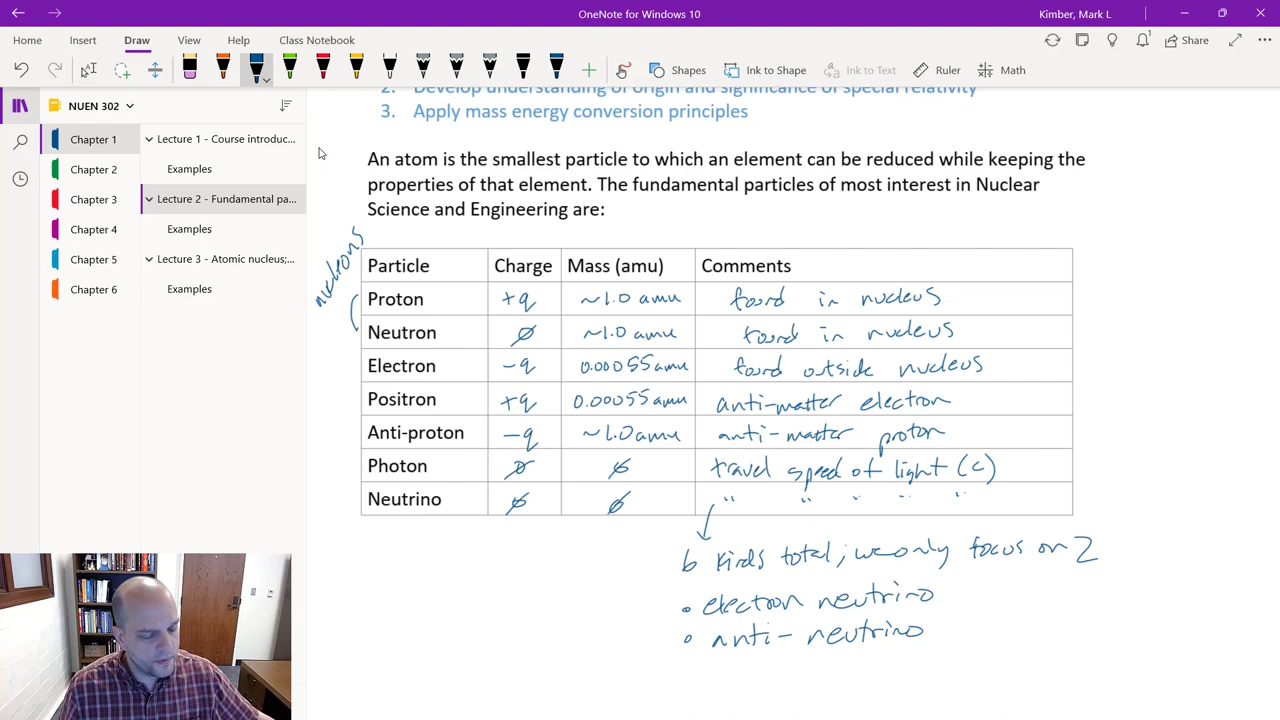 OneNote for Windows 10
Kimber, Mark L
Home Insert Draw View Help Class Notebook
Share
Shapes Ink to Shape Ink to Text Ruler Math
NUEN 302
Chapter 1
Chapter 2
Chapter 3
Chapter 4
Chapter 5
Chapter 6
Lecture 1 - Course introduc...
Examples
Lecture 2 - Fundamental pa...
Examples
Lecture 3 - Atomic nucleus;...
Examples
2. Develop understanding of origin and significance of special relativity
3. Apply mass energy conversion principles
An atom is the smallest particle to which an element can be reduced while keeping the
properties of that element. The fundamental particles of most interest in Nuclear
Science and Engineering are:
nucleons
Particle Charge Mass (amu) Comments
Proton +q ~1.0 amu found in nucleus
Neutron ∅ ~1.0 amu found in nucleus
Electron -q 0.00055amu found outside nucleus
Positron +q 0.00055amu anti-matter electron
Anti-proton -q ~1.0amu anti-matter proton
Photon ∅ ∅ travel speed of light (c)
Neutrino ∅ ∅ " " " " "
6 kinds total; we only focus on 2
• electron neutrino
• anti-neutrino